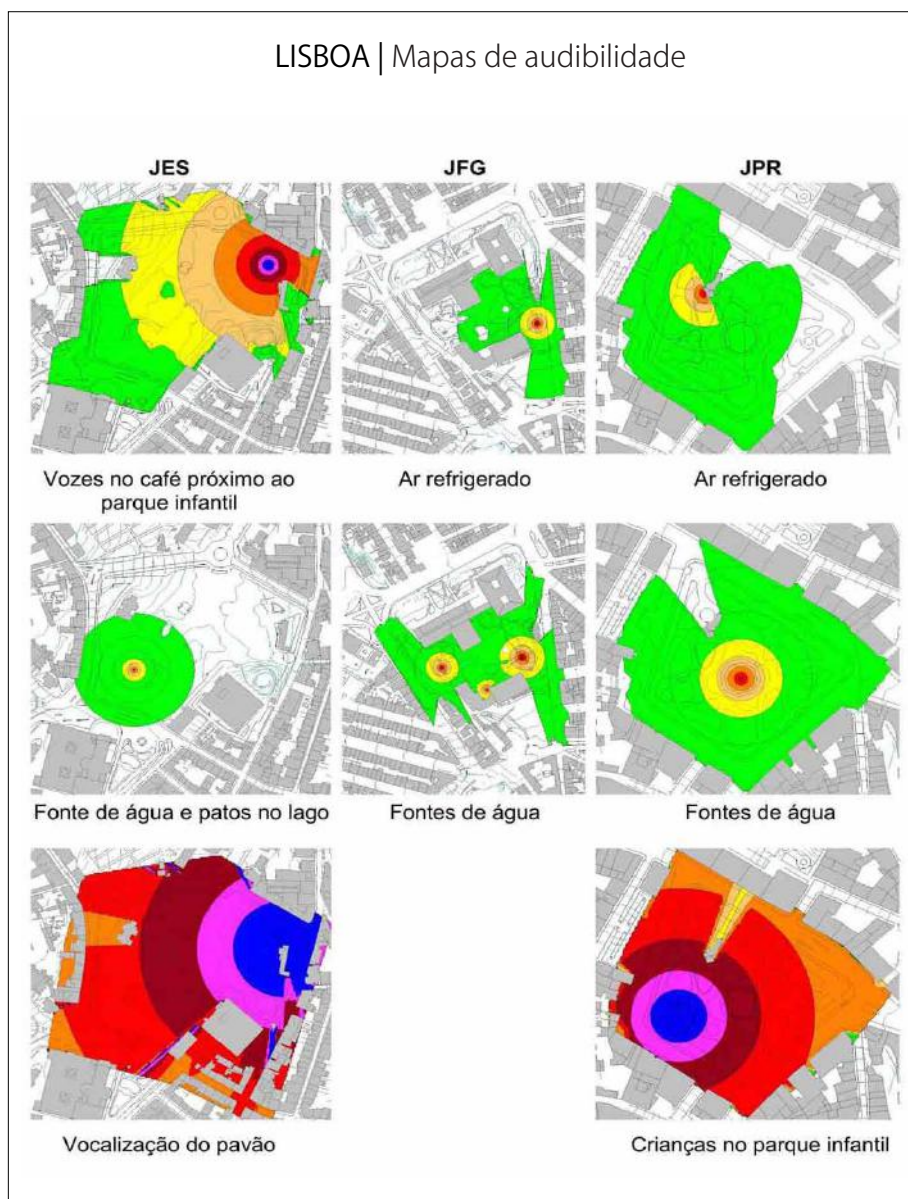 LISBOA | Mapas de audibilidade
JES
JFG
JPR
Vozes no café próximo ao
parque infantil
Ar refrigerado
Ar refrigerado
Fonte de água e patos no lago
Fontes de água
Fontes de água
Vocalização do pavão
Crianças no parque infantil